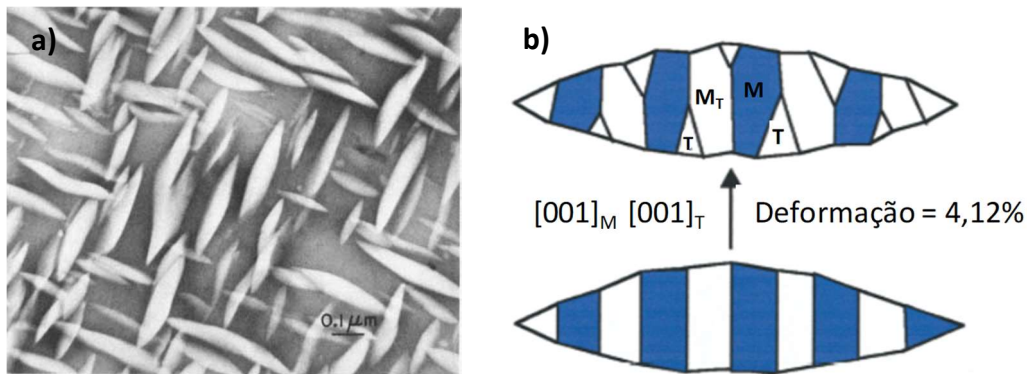 a)
0.1 μm
b)
M_T
M
T
T
[001]_M [001]_T
Deformação = 4,12%